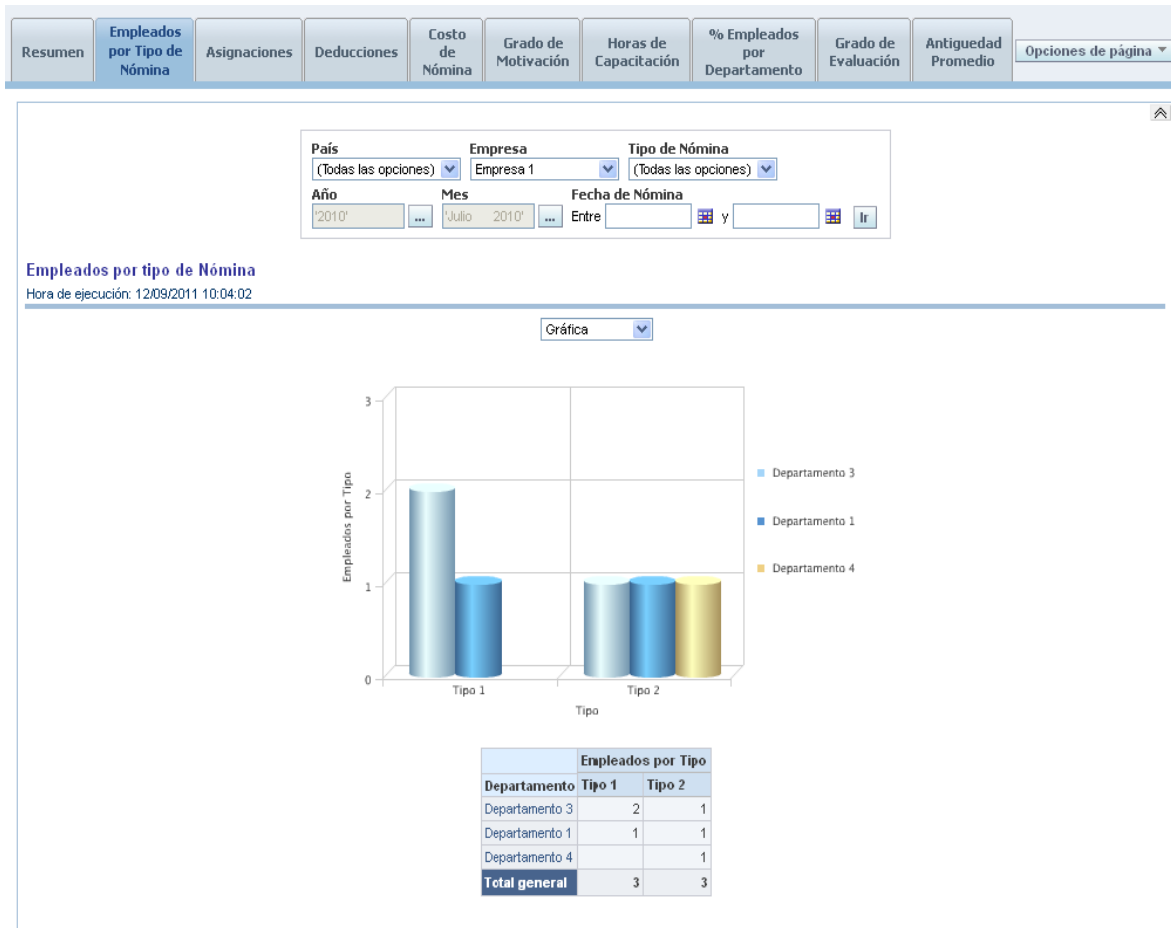 Resumen
Empleados
por Tipo de
Nómina
Asignaciones
Deducciones
Costo
de
Nómina
Grado de
Motivación
Horas de
Capacitación
% Empleados
por
Departamento
Grado de
Evaluación
Antiguedad
Promedio
Opciones de página
País Empresa Tipo de Nómina
(Todas las opciones) Empresa 1 (Todas las opciones)
Año Mes Fecha de Nómina
'2010' ... 'Julio 2010' ... Entre y Ir
Empleados por tipo de Nómina
Hora de ejecución: 12/09/2011 10:04:02
Gráfica
Empleados por Tipo
3
2
1
0
Tipo 1 Tipo 2
Tipo
Departamento 3
Departamento 1
Departamento 4
Empleados por Tipo
Departamento Tipo 1 Tipo 2
Departamento 3 2 1
Departamento 1 1 1
Departamento 4 1
Total general 3 3